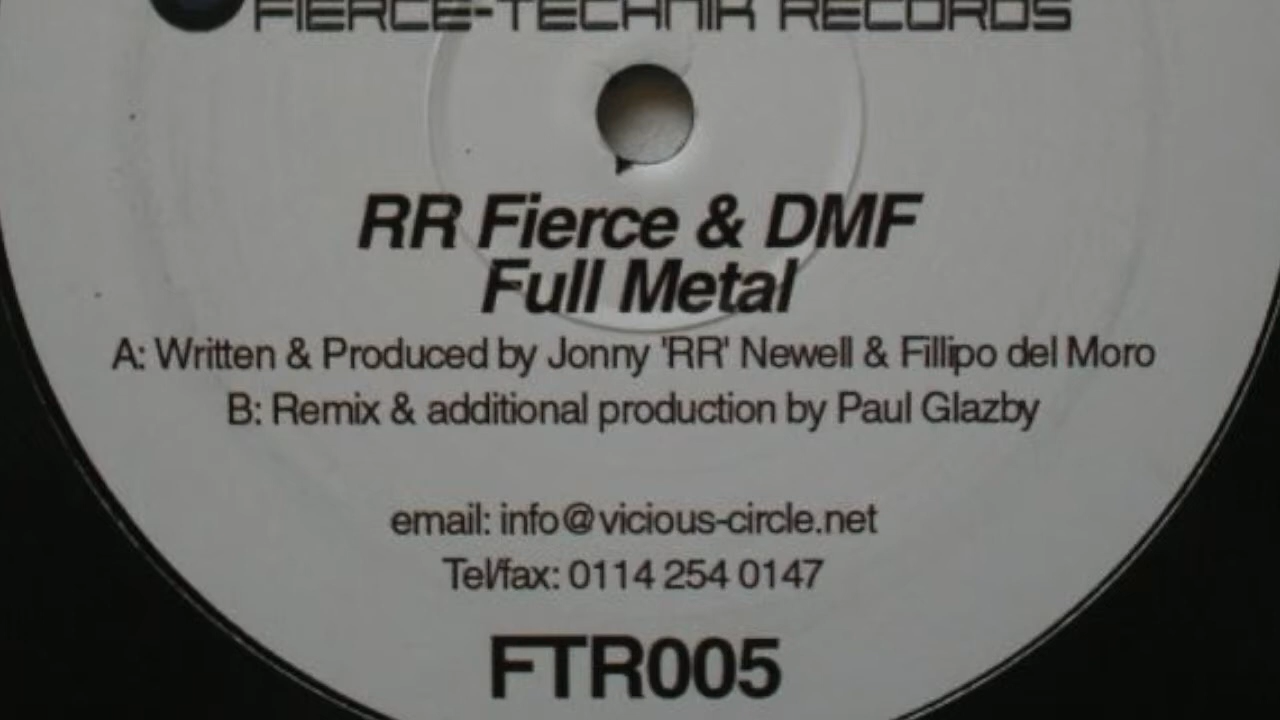 FIERCE-TECHNIK RECORDS
RR Fierce & DMF
Full Metal
A: Written & Produced by Jonny 'RR' Newell & Fillipo del Moro
B: Remix & additional production by Paul Glazby
email: info@vicious-circle.net
Tel/fax: 0114 254 0147
FTR005